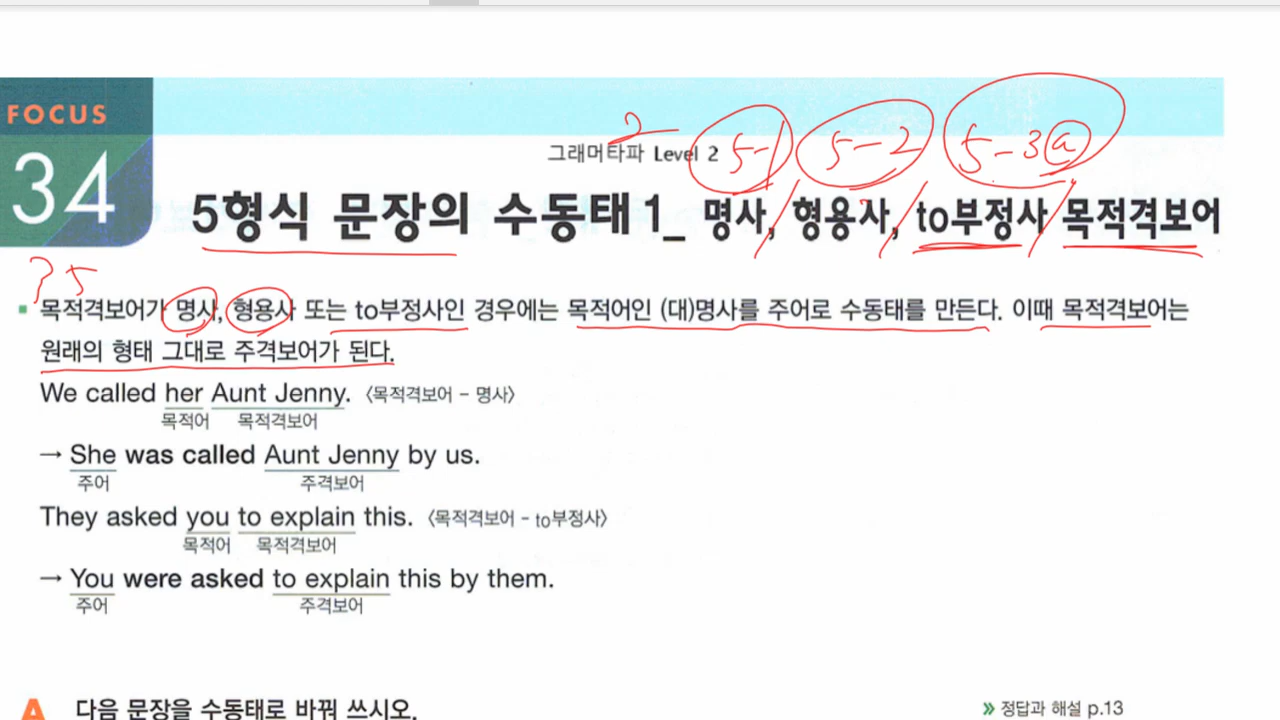 FOCUS
34
2
그래머타파 Level 2
5-1
5-2
5-3ⓐ
5형식 문장의 수동태1_ 명사, 형용사, to부정사 목적격보어
35
▪ 목적격보어가 명사, 형용사 또는 to부정사인 경우에는 목적어인 (대)명사를 주어로 수동태를 만든다. 이때 목적격보어는
원래의 형태 그대로 주격보어가 된다.
We called her Aunt Jenny. 〈목적격보어 – 명사〉
목적어 목적격보어
→ She was called Aunt Jenny by us.
주어 주격보어
They asked you to explain this. 〈목적격보어 – to부정사〉
목적어 목적격보어
→ You were asked to explain this by them.
주어 주격보어
A 다음 문장을 수동태로 바꿔 쓰시오.
» 정답과 해설 p.13